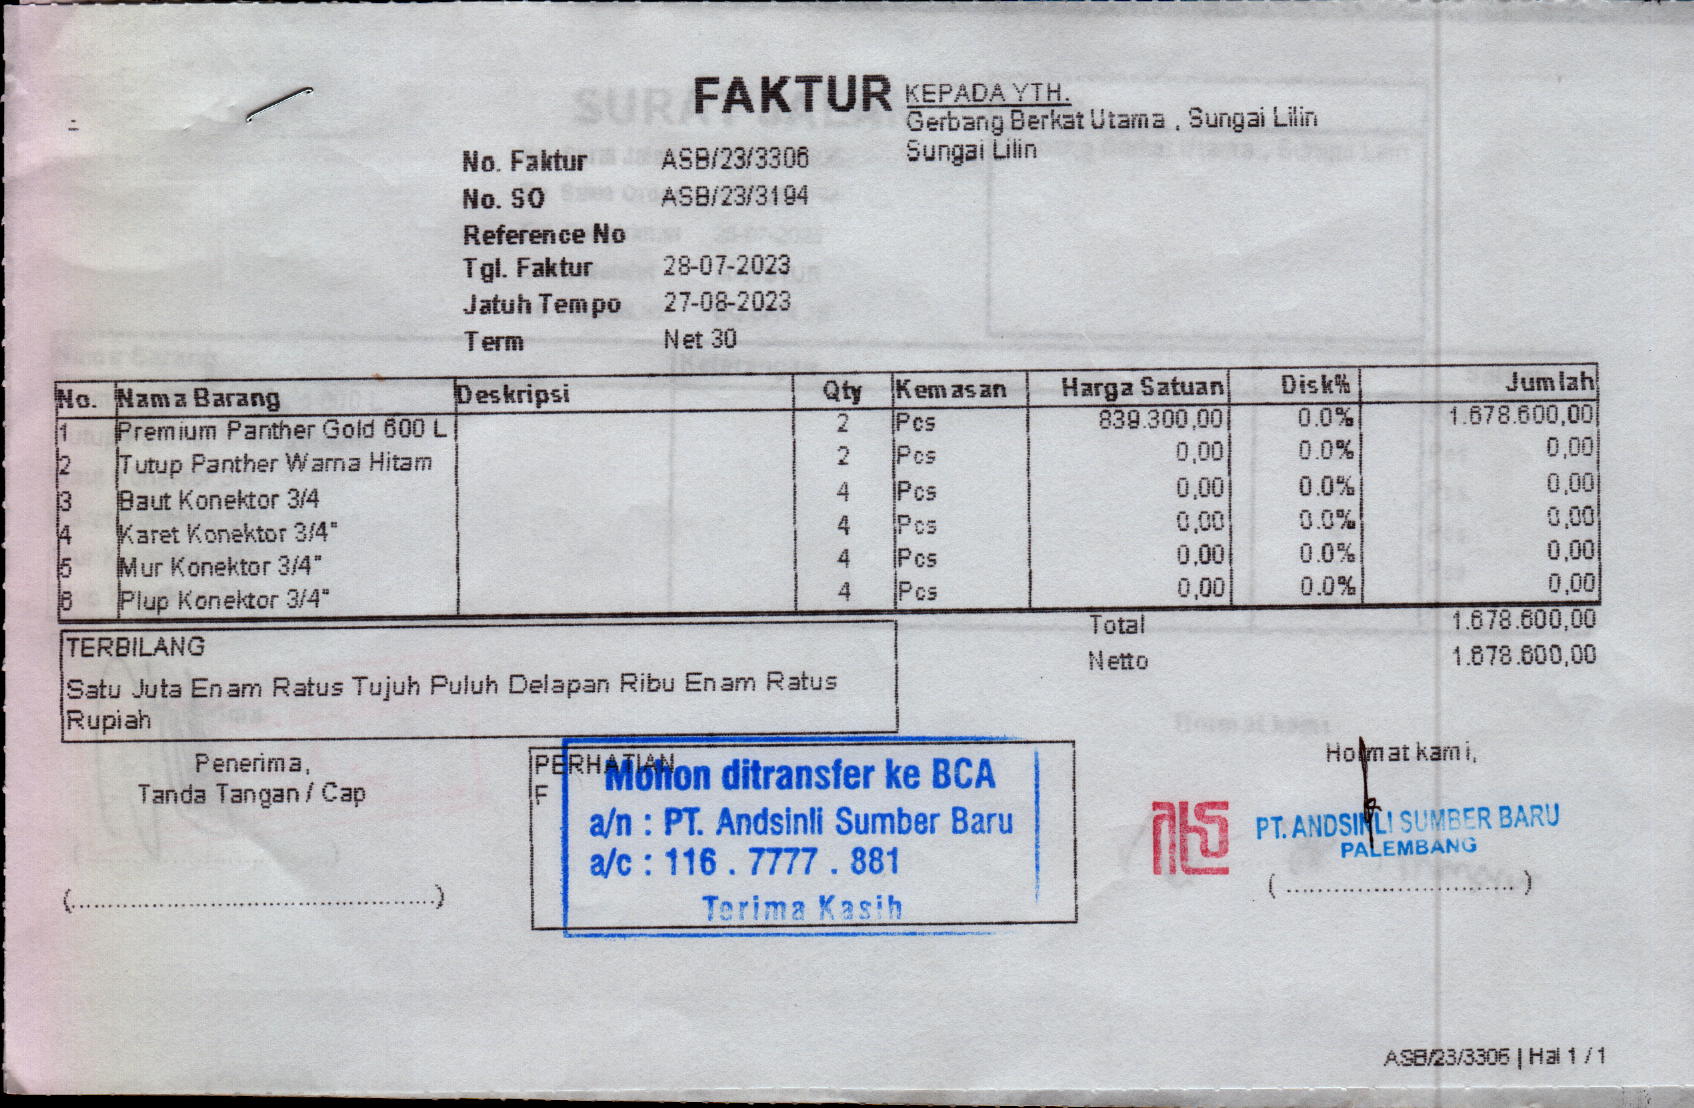 FAKTUR
KEPADA YTH.
Gerbang Berkat Utama , Sungai Lilin
Sungai Lilin
No. Faktur ASB/23/3306
No. SO ASB/23/3194
Reference No
Tgl. Faktur 28-07-2023
Jatuh Tempo 27-08-2023
Term Net 30
No. Nama Barang Deskripsi Qty Kemasan Harga Satuan Disk% Jumlah
1 Premium Panther Gold 600 L 2 Pcs 839.300,00 0.0% 1.678.600,00
2 Tutup Panther Warna Hitam 2 Pcs 0,00 0.0% 0,00
3 Baut Konektor 3/4 4 Pcs 0,00 0.0% 0,00
4 Karet Konektor 3/4" 4 Pcs 0,00 0.0% 0,00
5 Mur Konektor 3/4" 4 Pcs 0,00 0.0% 0,00
6 Plup Konektor 3/4" 4 Pcs 0,00 0.0% 0,00
Total 1.678.600,00
Netto 1.678.600,00
TERBILANG
Satu Juta Enam Ratus Tujuh Puluh Delapan Ribu Enam Ratus
Rupiah
Penerima,
Tanda Tangan / Cap
(................................................)
PERHATIAN
Mohon ditransfer ke BCA
a/n : PT. Andsinli Sumber Baru
a/c : 116 . 7777 . 881
Terima Kasih
Hormat kami,
PT. ANDSINLI SUMBER BARU
PALEMBANG
(..............................)
ASB/23/3306 | Hal 1 / 1